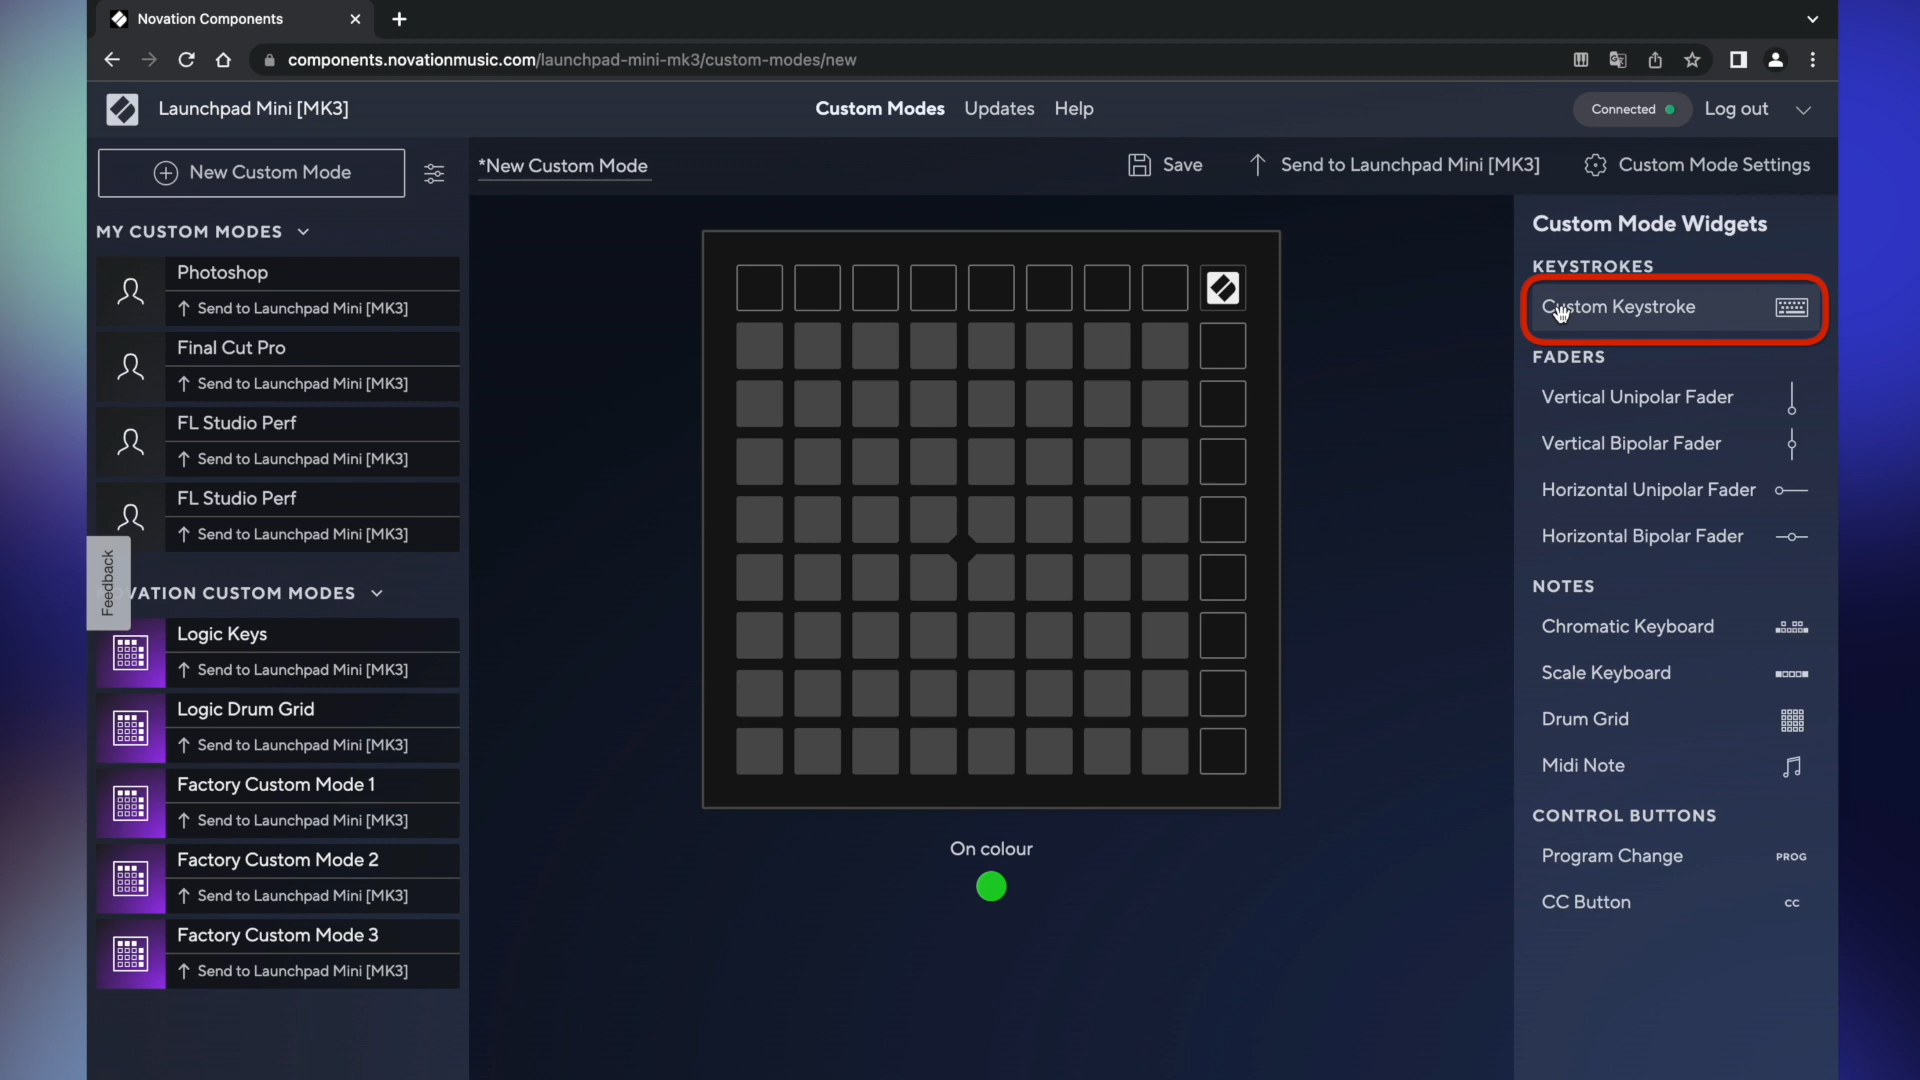 Novation Components
components.novationmusic.com/launchpad-mini-mk3/custom-modes/new
Launchpad Mini [MK3]
Custom Modes
Updates
Help
Connected
Log out
New Custom Mode
*New Custom Mode
Save
Send to Launchpad Mini [MK3]
Custom Mode Settings
MY CUSTOM MODES
Photoshop
Send to Launchpad Mini [MK3]
Final Cut Pro
Send to Launchpad Mini [MK3]
FL Studio Perf
Send to Launchpad Mini [MK3]
FL Studio Perf
Send to Launchpad Mini [MK3]
Feedback
OVATION CUSTOM MODES
Logic Keys
Send to Launchpad Mini [MK3]
Logic Drum Grid
Send to Launchpad Mini [MK3]
Factory Custom Mode 1
Send to Launchpad Mini [MK3]
Factory Custom Mode 2
Send to Launchpad Mini [MK3]
Factory Custom Mode 3
Send to Launchpad Mini [MK3]
On colour
Custom Mode Widgets
KEYSTROKES
Custom Keystroke
FADERS
Vertical Unipolar Fader
Vertical Bipolar Fader
Horizontal Unipolar Fader
Horizontal Bipolar Fader
NOTES
Chromatic Keyboard
Scale Keyboard
Drum Grid
Midi Note
CONTROL BUTTONS
Program Change PROG
CC Button CC